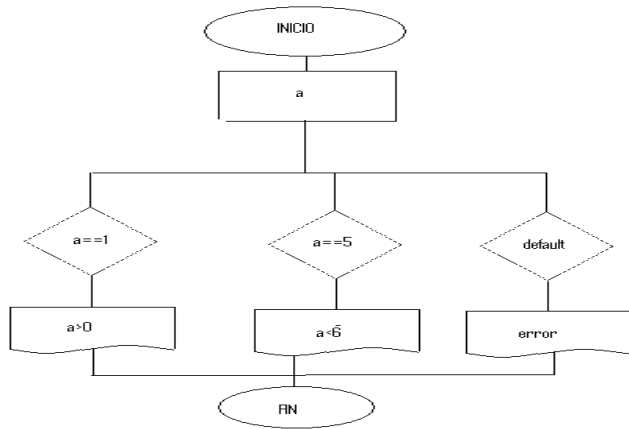 INICIO
a
a==1
a==5
default
a>0
a<6
error
FIN